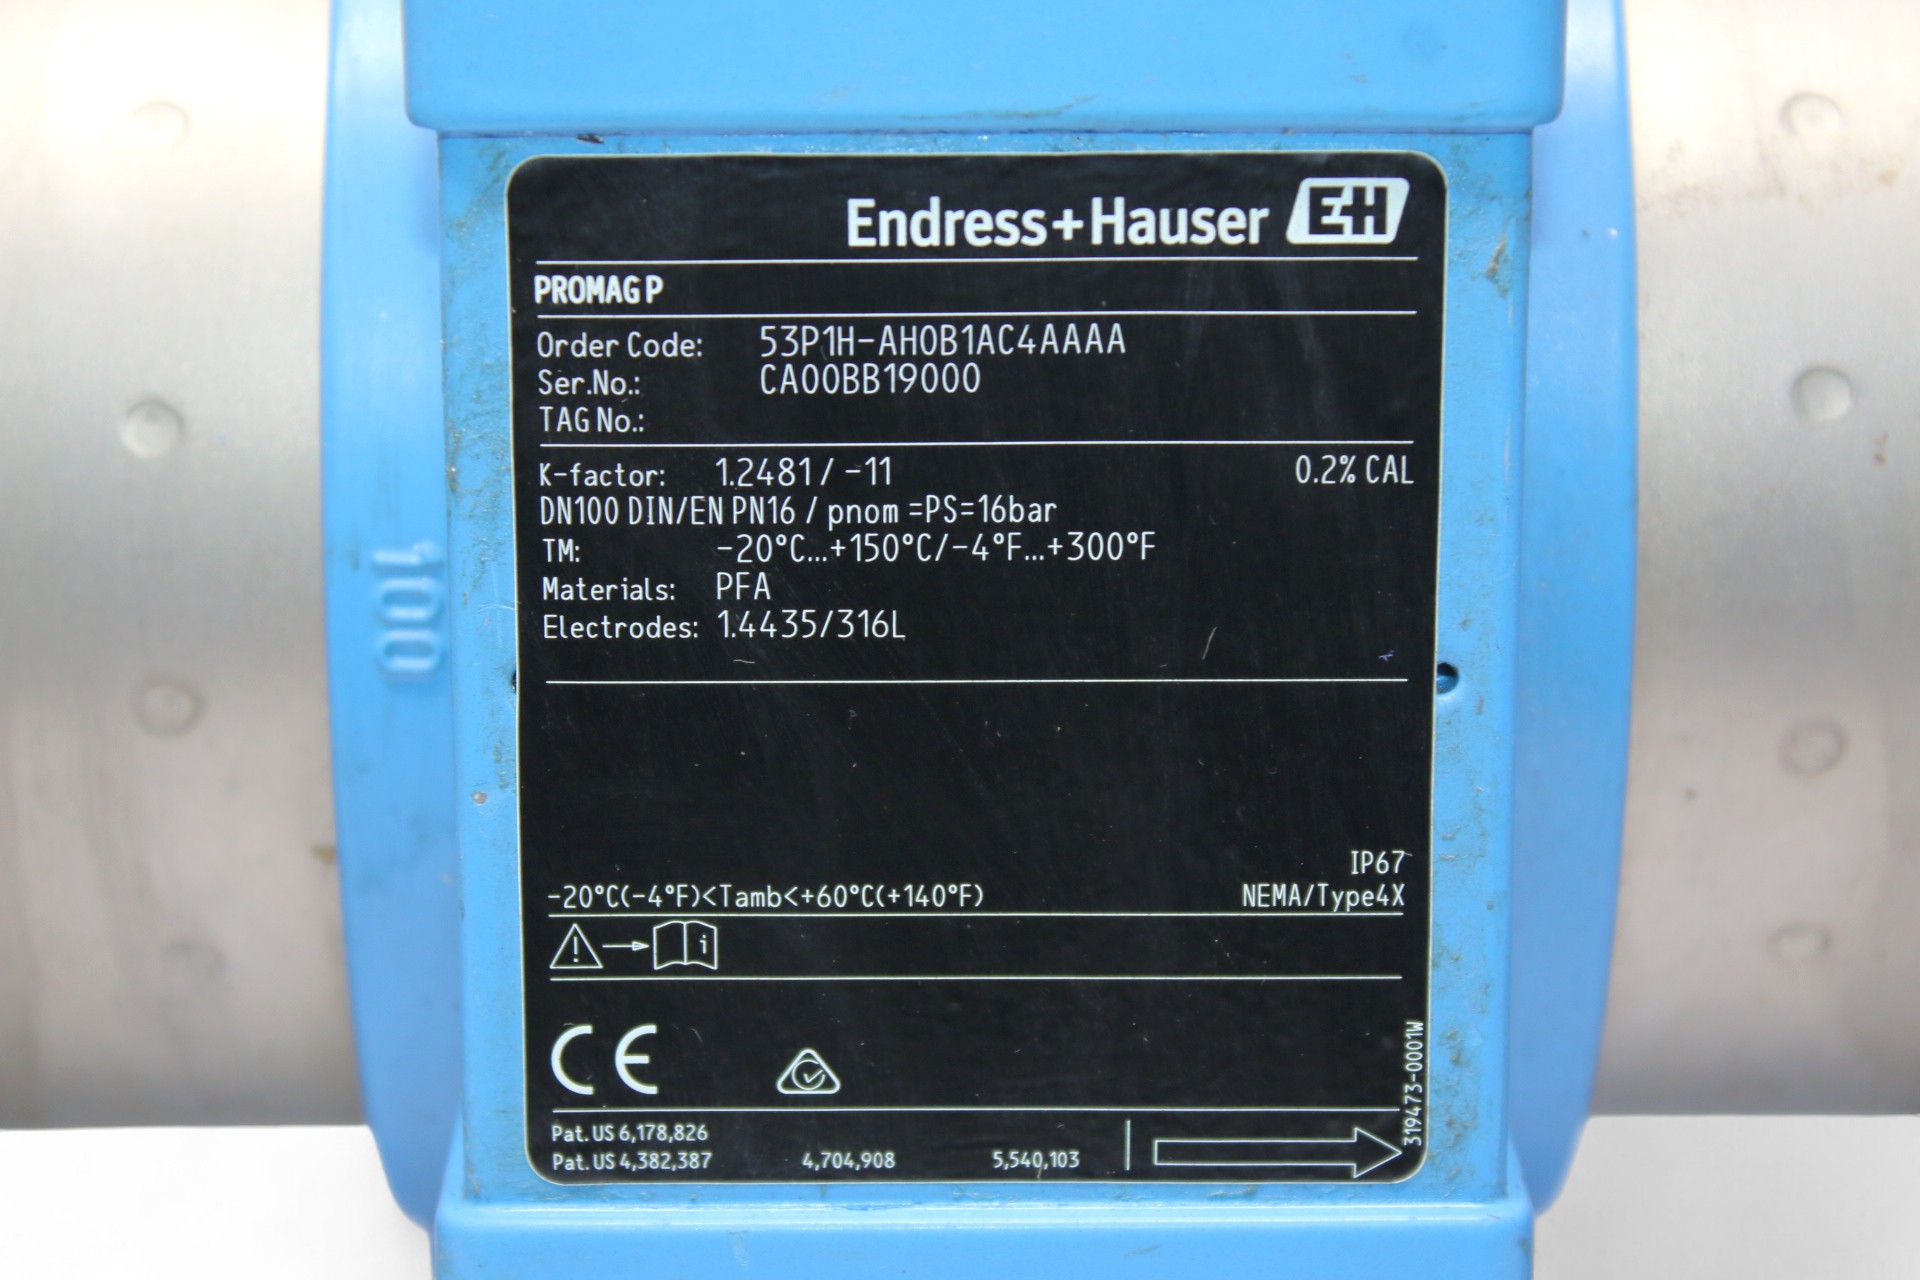 Endress+Hauser EH
PROMAG P
Order Code: 53P1H-AH0B1AC4AAAA
Ser.No.: CA00BB19000
TAG No.:
K-factor: 1.2481 / -11 0.2% CAL
DN100 DIN/EN PN16 / pnom =PS=16bar
TM: -20°C...+150°C/-4°F...+300°F
Materials: PFA
Electrodes: 1.4435/316L
IP67
-20°C(-4°F)<Tamb<+60°C(+140°F) NEMA/Type4X
i
CE
319473-0001W
Pat. US 6,178,826
Pat. US 4,382,387 4,704,908 5,540,103
100